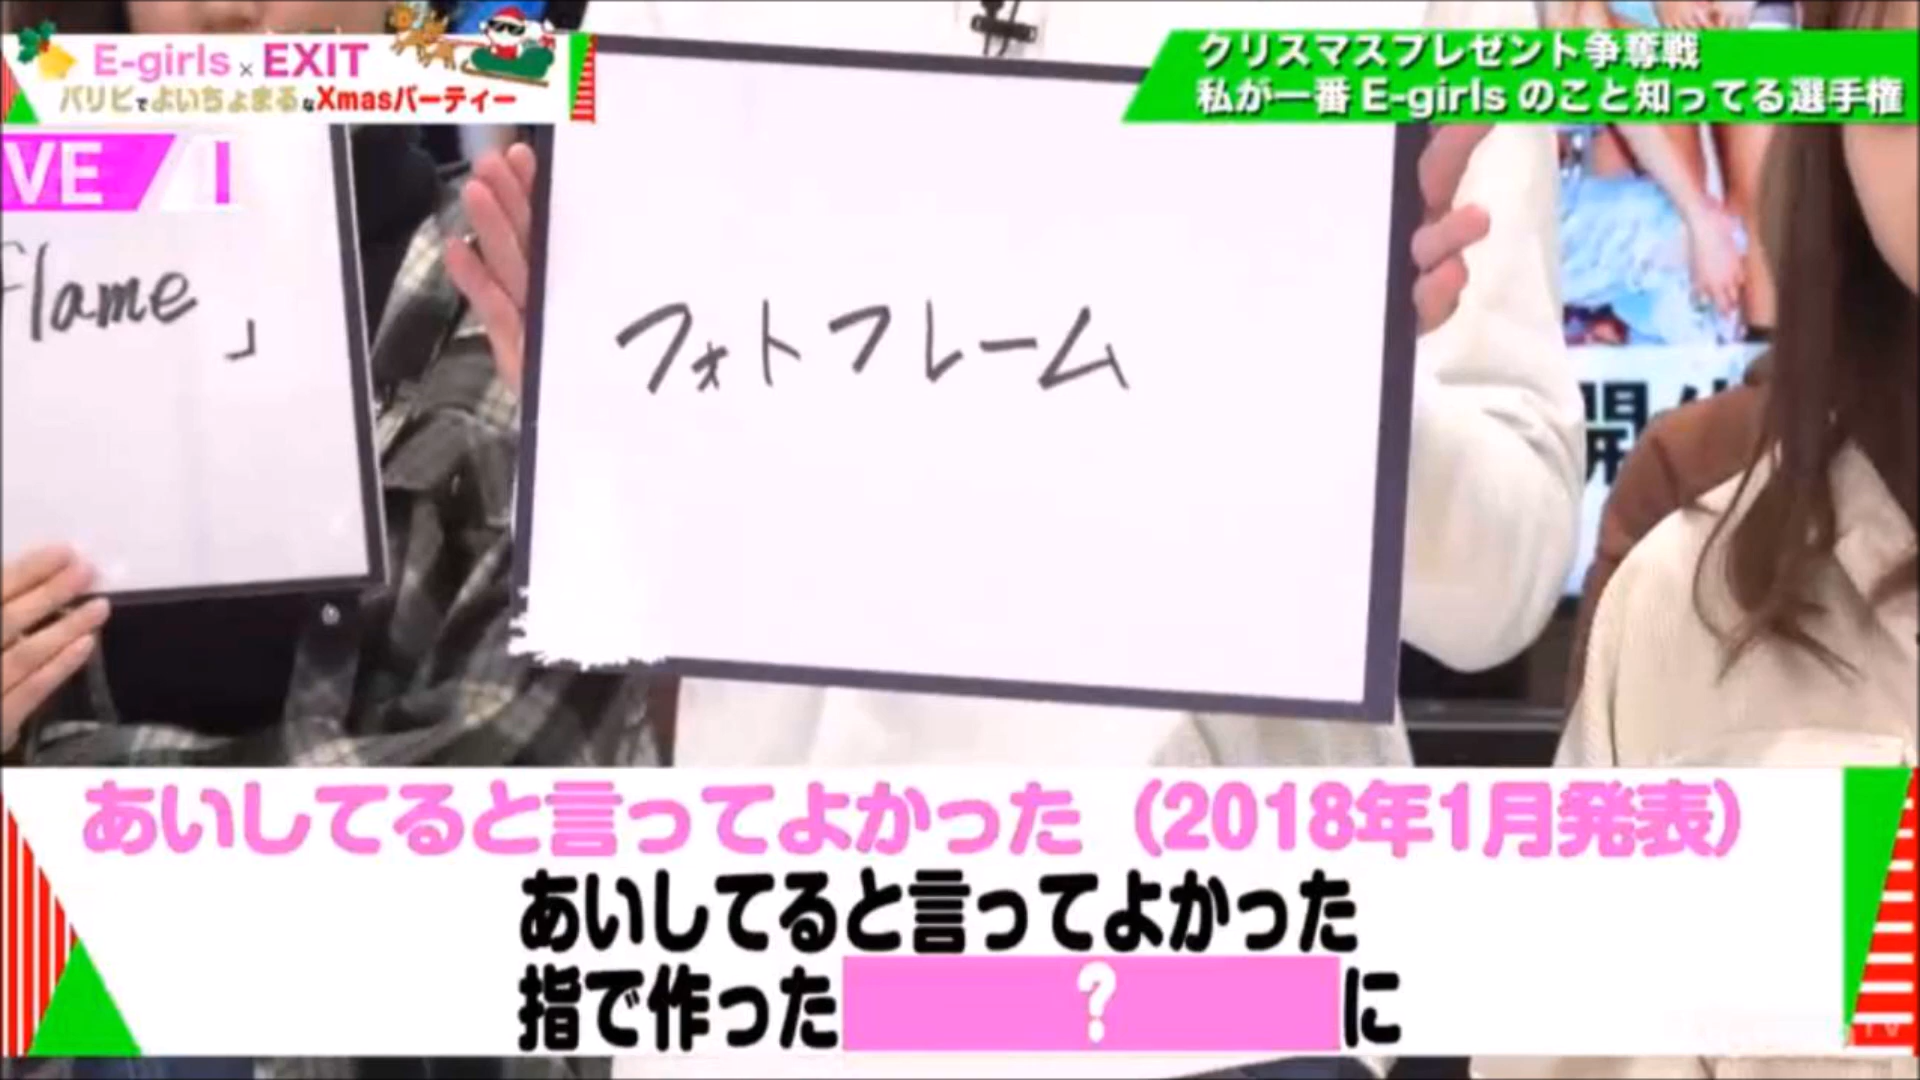 E-girls × EXIT
パリピでよいちょまるなXmasパーティー
クリスマスプレゼント争奪戦
私が一番E-girlsのこと知ってる選手権
VE
flame」
フォトフレーム
開
あいしてると言ってよかった（2018年1月発表）
あいしてると言ってよかった
指で作った ? に
TV